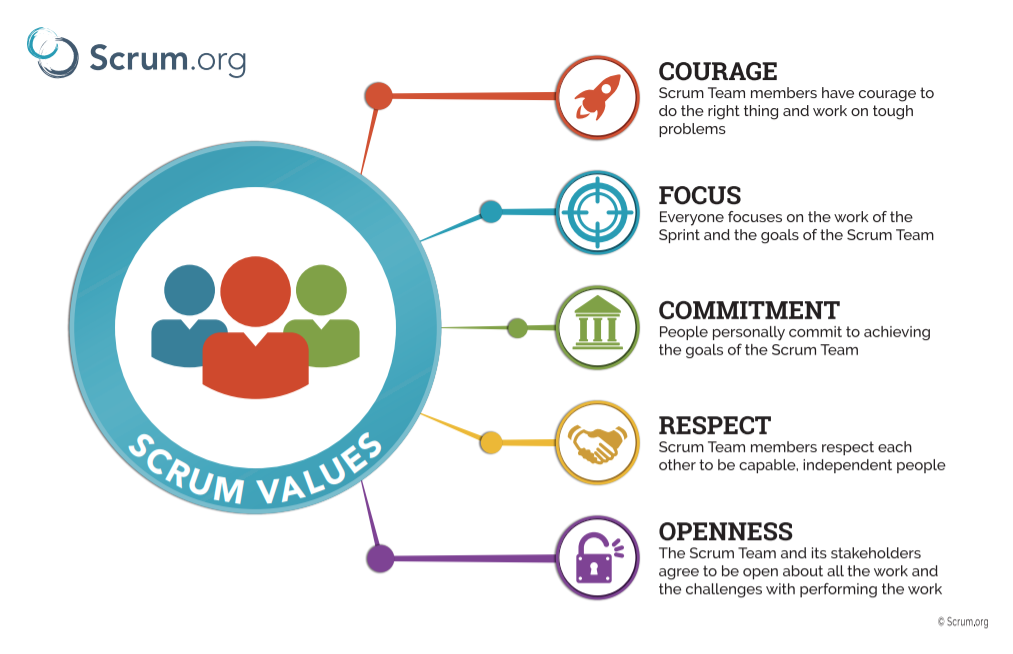 Scrum.org
COURAGE
Scrum Team members have courage to
do the right thing and work on tough
problems
FOCUS
Everyone focuses on the work of the
Sprint and the goals of the Scrum Team
COMMITMENT
People personally commit to achieving
the goals of the Scrum Team
RESPECT
Scrum Team members respect each
other to be capable, independent people
SCRUM VALUES
OPENNESS
The Scrum Team and its stakeholders
agree to be open about all the work and
the challenges with performing the work
© Scrum.org